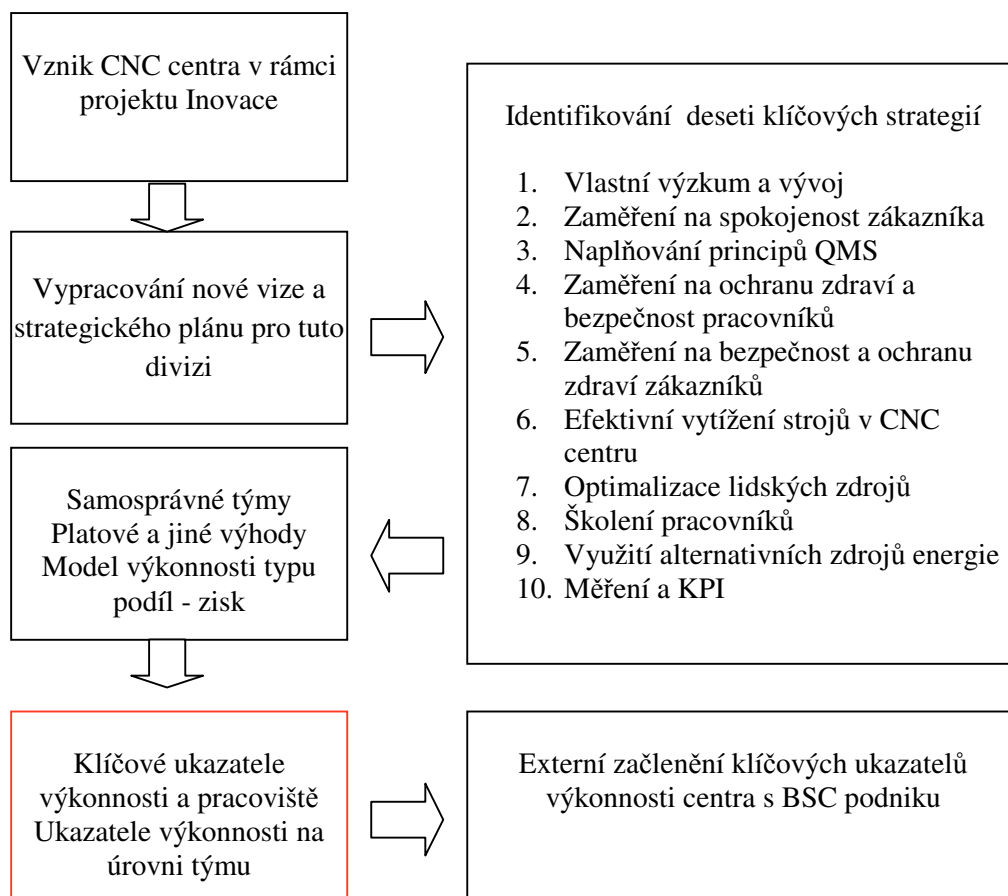 Vznik CNC centra v rámci
projektu Inovace
Vypracování nové vize a
strategického plánu pro tuto
divizi
Identifikování deseti klíčových strategií
1. Vlastní výzkum a vývoj
2. Zaměření na spokojenost zákazníka
3. Naplňování principů QMS
4. Zaměření na ochranu zdraví a
bezpečnost pracovníků
5. Zaměření na bezpečnost a ochranu
zdraví zákazníků
6. Efektivní vytížení strojů v CNC
centru
7. Optimalizace lidských zdrojů
8. Školení pracovníků
9. Využití alternativních zdrojů energie
10. Měření a KPI
Samosprávné týmy
Platové a jiné výhody
Model výkonnosti typu
podíl - zisk
Klíčové ukazatele
výkonnosti a pracoviště
Ukazatele výkonnosti na
úrovni týmu
Externí začlenění klíčových ukazatelů
výkonnosti centra s BSC podniku